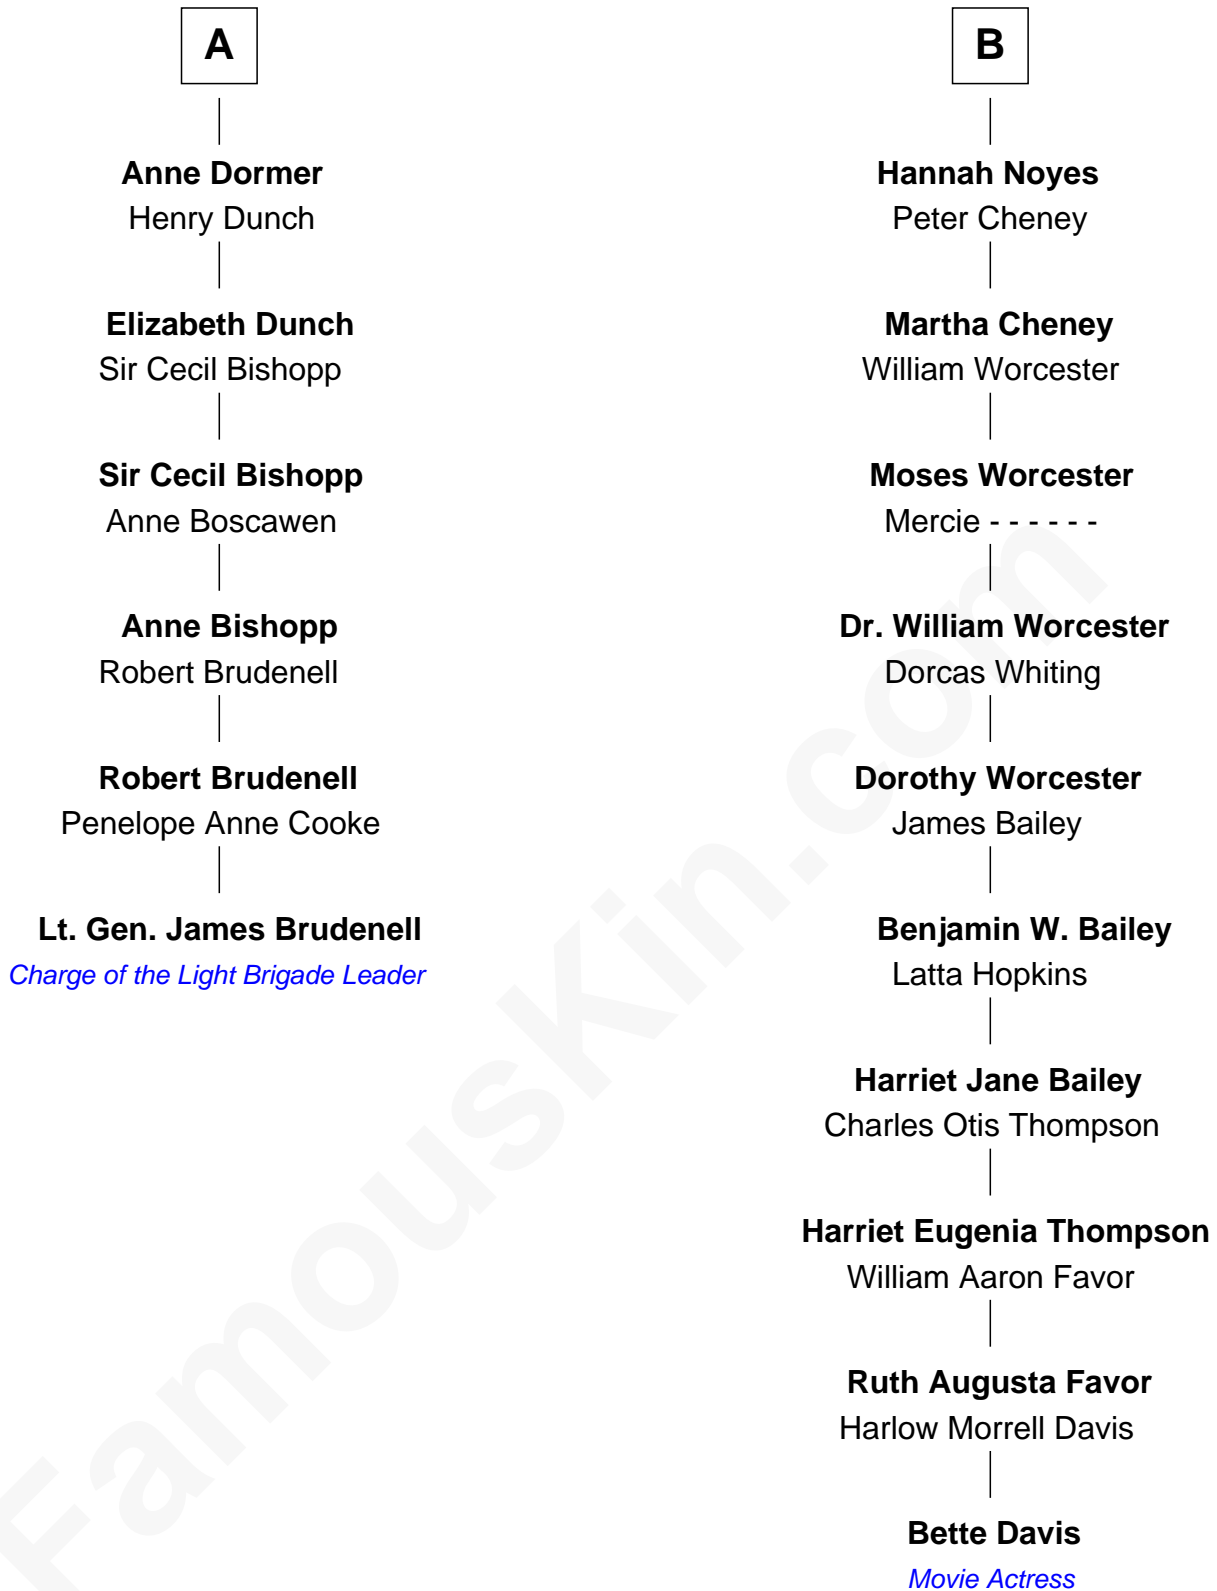 A
Anne Dormer
Henry Dunch
Elizabeth Dunch
Sir Cecil Bishopp
Sir Cecil Bishopp
Anne Boscawen
Anne Bishopp
Robert Brudenell
Robert Brudenell
Penelope Anne Cooke
Lt. Gen. James Brudenell
Charge of the Light Brigade Leader
B
Hannah Noyes
Peter Cheney
Martha Cheney
William Worcester
Moses Worcester
Mercie - - - - - -
Dr. William Worcester
Dorcas Whiting
Dorothy Worcester
James Bailey
Benjamin W. Bailey
Latta Hopkins
Harriet Jane Bailey
Charles Otis Thompson
Harriet Eugenia Thompson
William Aaron Favor
Ruth Augusta Favor
Harlow Morrell Davis
Bette Davis
Movie Actress
FamousKin.com